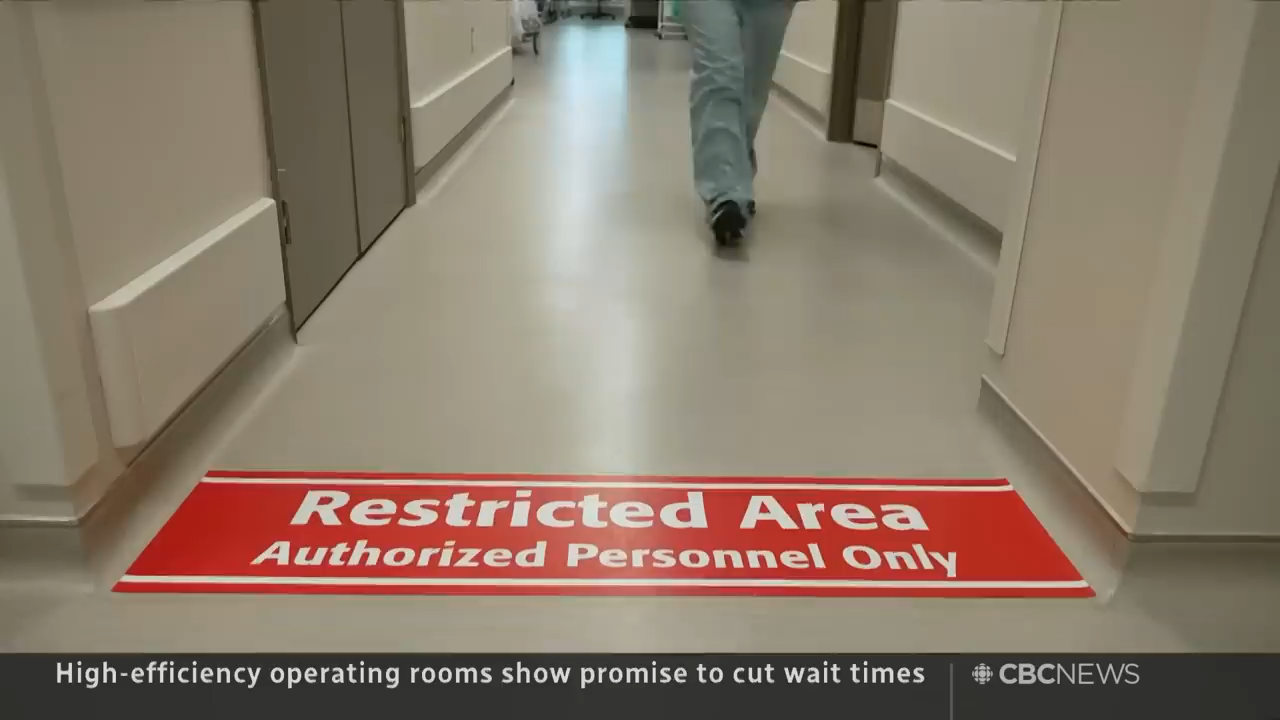 Restricted Area
Authorized Personnel Only
High-efficiency operating rooms show promise to cut wait times
CBCNEWS